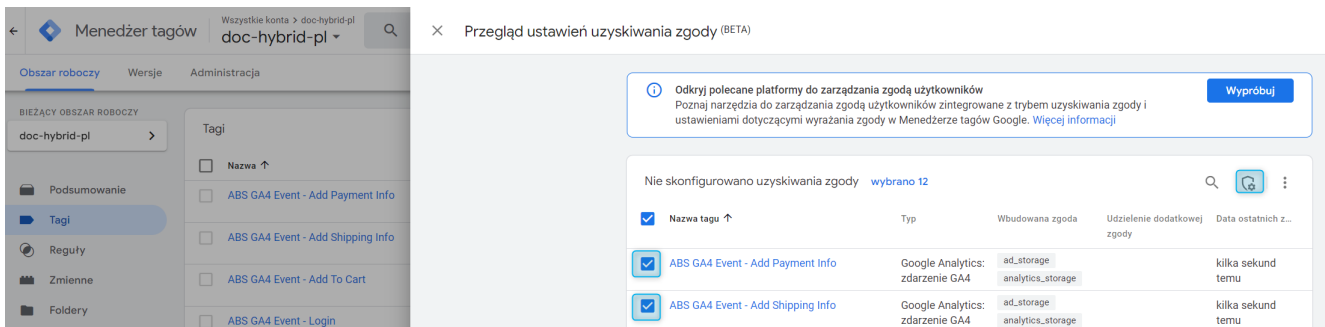 Menedżer tagów
Wszystkie konta > doc-hybrid-pl
doc-hybrid-pl
Obszar roboczy Wersje Administracja
BIEŻĄCY OBSZAR ROBOCZY
doc-hybrid-pl
Podsumowanie
Tagi
Reguły
Zmienne
Foldery
Tagi
Nazwa ↑
ABS GA4 Event - Add Payment Info
ABS GA4 Event - Add Shipping Info
ABS GA4 Event - Add To Cart
ABS GA4 Event - Login
Przegląd ustawień uzyskiwania zgody (BETA)
Odkryj polecane platformy do zarządzania zgodą użytkowników
Poznaj narzędzia do zarządzania zgodą użytkowników zintegrowane z trybem uzyskiwania zgody i
ustawieniami dotyczącymi wyrażania zgody w Menedżerze tagów Google. Więcej informacji
Wypróbuj
Nie skonfigurowano uzyskiwania zgody wybrano 12
Nazwa tagu ↑ Typ Wbudowana zgoda Udzielenie dodatkowej Data ostatnich z...
zgody
ABS GA4 Event - Add Payment Info Google Analytics: ad_storage kilka sekund
zdarzenie GA4 analytics_storage temu
ABS GA4 Event - Add Shipping Info Google Analytics: ad_storage kilka sekund
zdarzenie GA4 analytics_storage temu